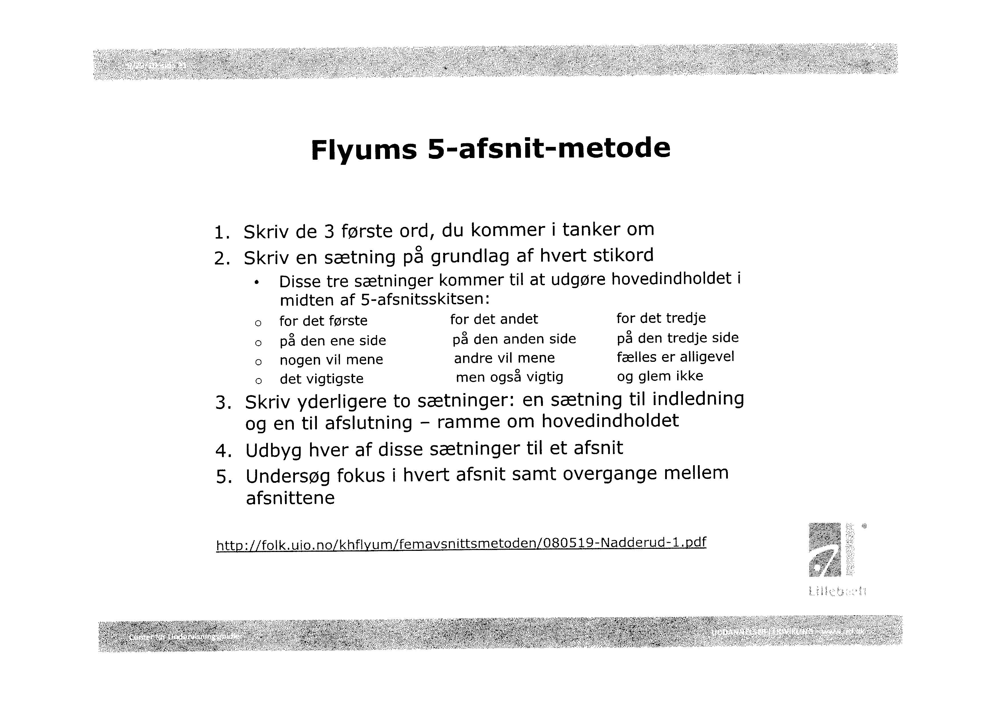 Flyums 5-afsnit-metode
1. Skriv de 3 første ord, du kommer i tanker om
2. Skriv en sætning på grundlag af hvert stikord
• Disse tre sætninger kommer til at udgøre hovedindholdet i
midten af 5-afsnitsskitsen:
o for det første for det andet for det tredje
o på den ene side på den anden side på den tredje side
o nogen vil mene andre vil mene fælles er alligevel
o det vigtigste men også vigtig og glem ikke
3. Skriv yderligere to sætninger: en sætning til indledning
og en til afslutning – ramme om hovedindholdet
4. Udbyg hver af disse sætninger til et afsnit
5. Undersøg fokus i hvert afsnit samt overgange mellem
afsnittene
http://folk.uio.no/khflyum/femavsnittsmetoden/080519-Nadderud-1.pdf
Lillebaelt
Center for Undervisningsmidler